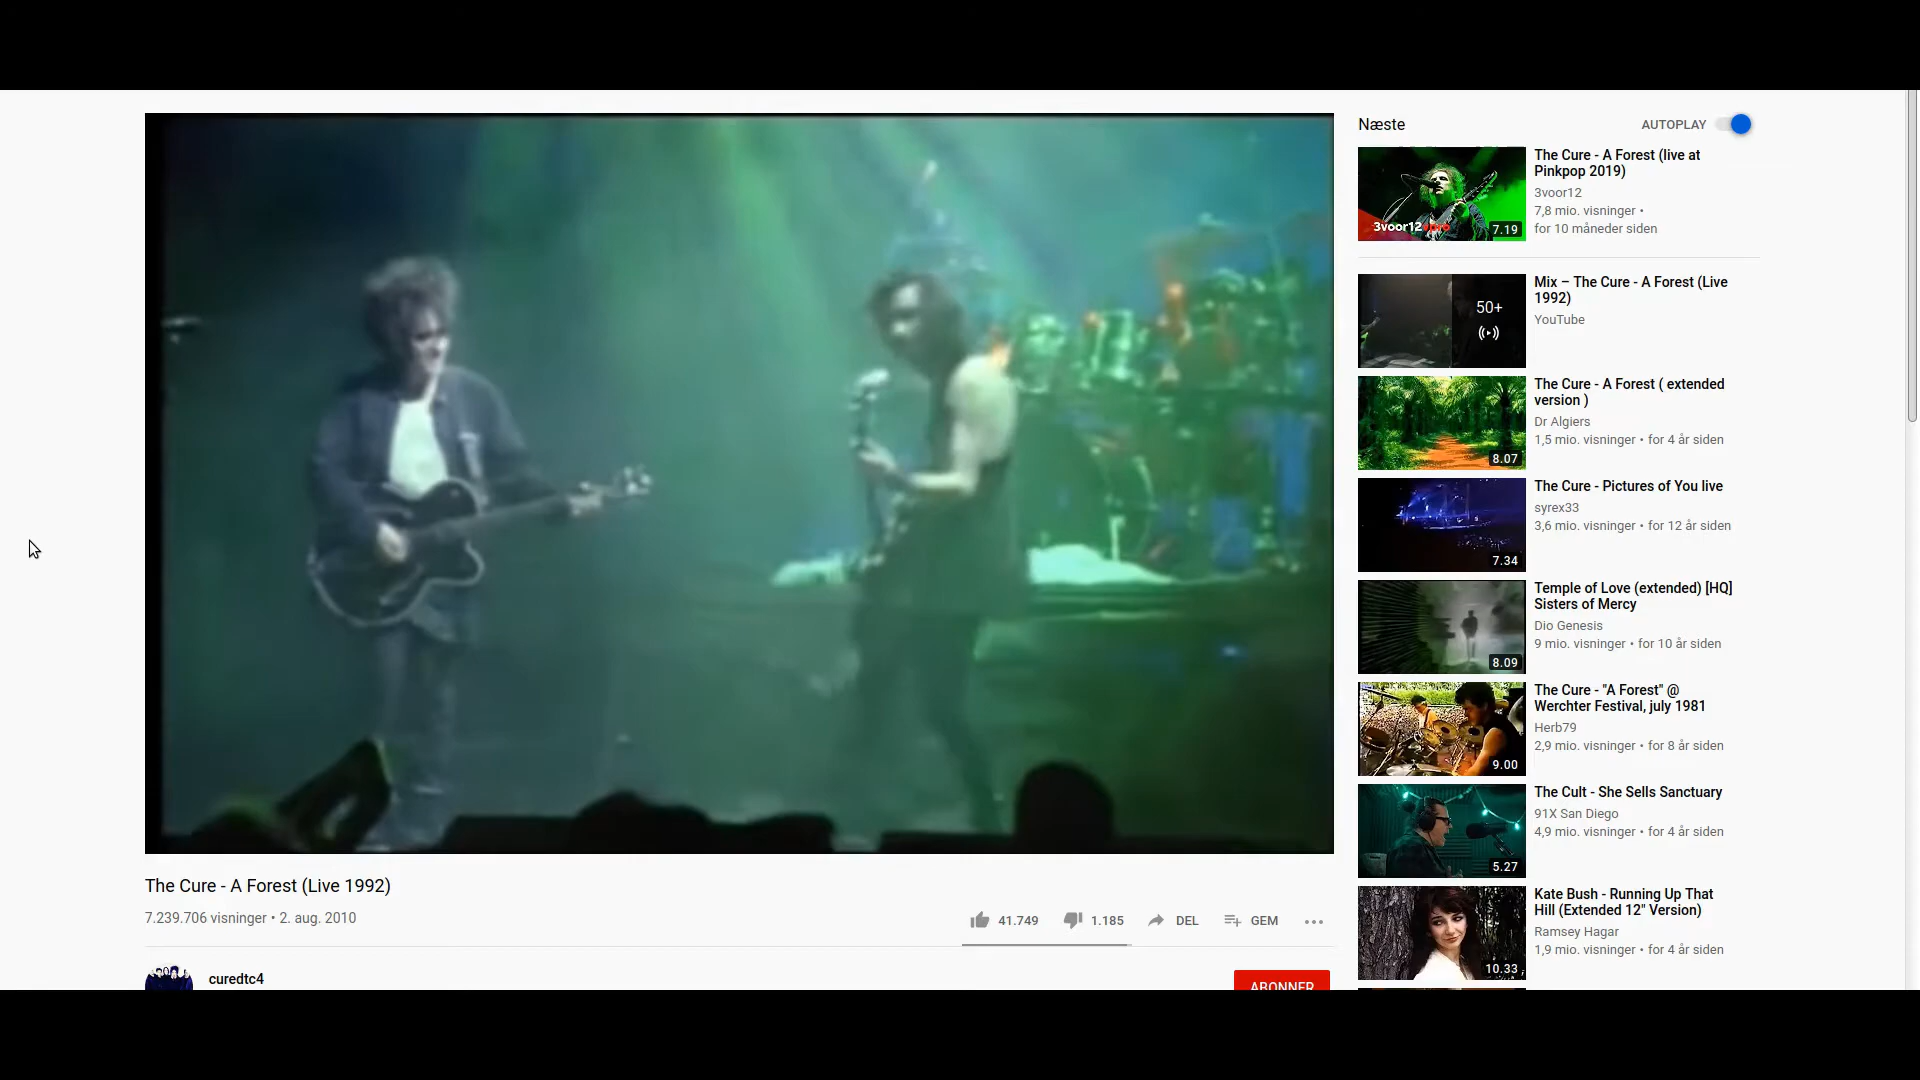 Næste
AUTOPLAY
3voor12
7.19
The Cure - A Forest (live at
Pinkpop 2019)
3voor12
7,8 mio. visninger •
for 10 måneder siden
50+
Mix – The Cure - A Forest (Live
1992)
YouTube
8.07
The Cure - A Forest ( extended
version )
Dr Algiers
1,5 mio. visninger • for 4 år siden
7.34
The Cure - Pictures of You live
syrex33
3,6 mio. visninger • for 12 år siden
8.09
Temple of Love (extended) [HQ]
Sisters of Mercy
Dio Genesis
9 mio. visninger • for 10 år siden
9.00
The Cure - "A Forest" @
Werchter Festival, july 1981
Herb79
2,9 mio. visninger • for 8 år siden
5.27
The Cult - She Sells Sanctuary
91X San Diego
4,9 mio. visninger • for 4 år siden
10.33
Kate Bush - Running Up That
Hill (Extended 12" Version)
Ramsey Hagar
1,9 mio. visninger • for 4 år siden
The Cure - A Forest (Live 1992)
7.239.706 visninger • 2. aug. 2010
41.749
1.185
DEL
GEM
curedtc4
ABONNER